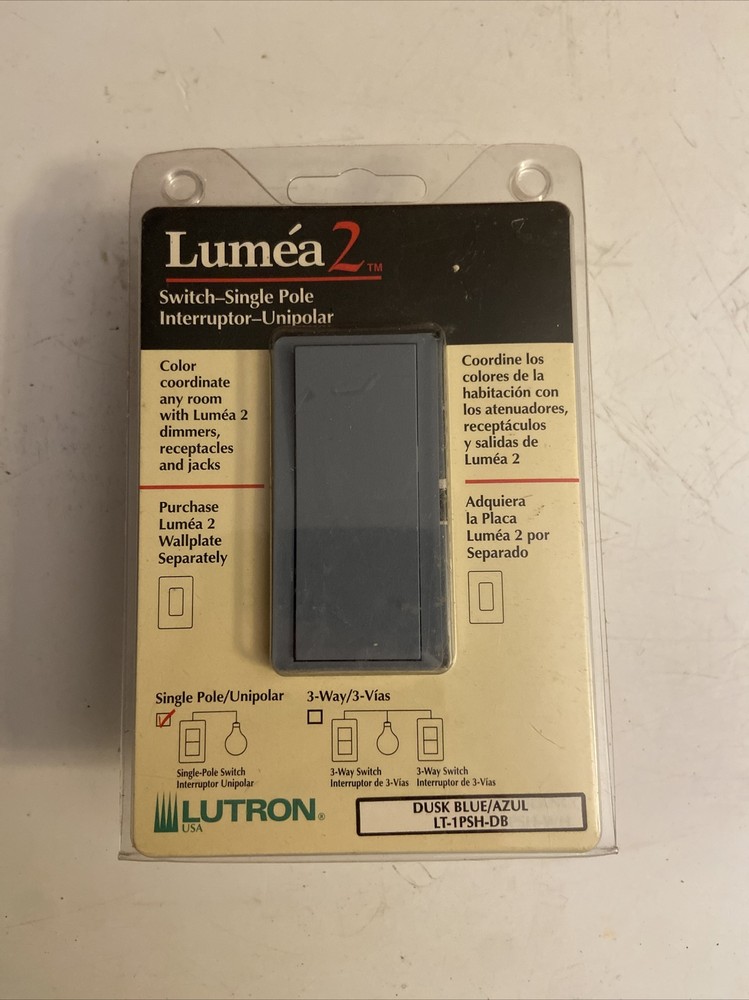 Luméa 2™
Switch–Single Pole
Interruptor–Unipolar
Color
coordinate
any room
with Luméa 2
dimmers,
receptacles
and jacks
Purchase
Luméa 2
Wallplate
Separately
Coordine los
colores de la
habitación con
los atenuadores,
receptáculos
y salidas de
Luméa 2
Adquiera
la Placa
Luméa 2 por
Separado
Single Pole/Unipolar
Single-Pole Switch
Interruptor Unipolar
3-Way/3-Vías
3-Way Switch
Interruptor de 3-Vías
3-Way Switch
Interruptor de 3-Vías
LUTRON®
USA
DUSK BLUE/AZUL
LT-1PSH-DB